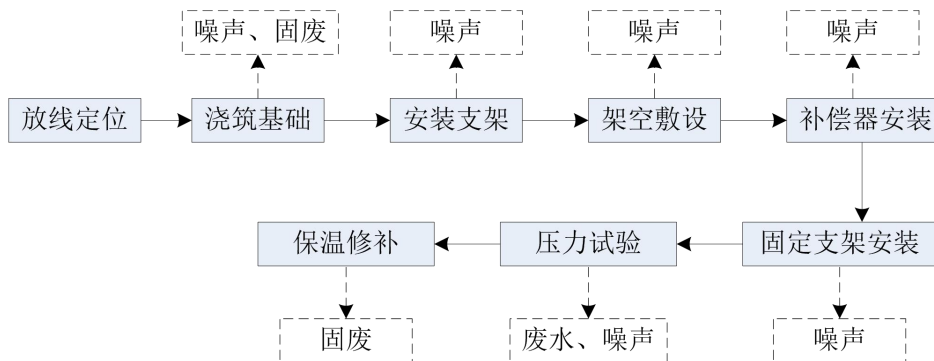 噪声、固废
噪声
噪声
噪声
放线定位
浇筑基础
安装支架
架空敷设
补偿器安装
保温修补
压力试验
固定支架安装
固废
废水、噪声
噪声